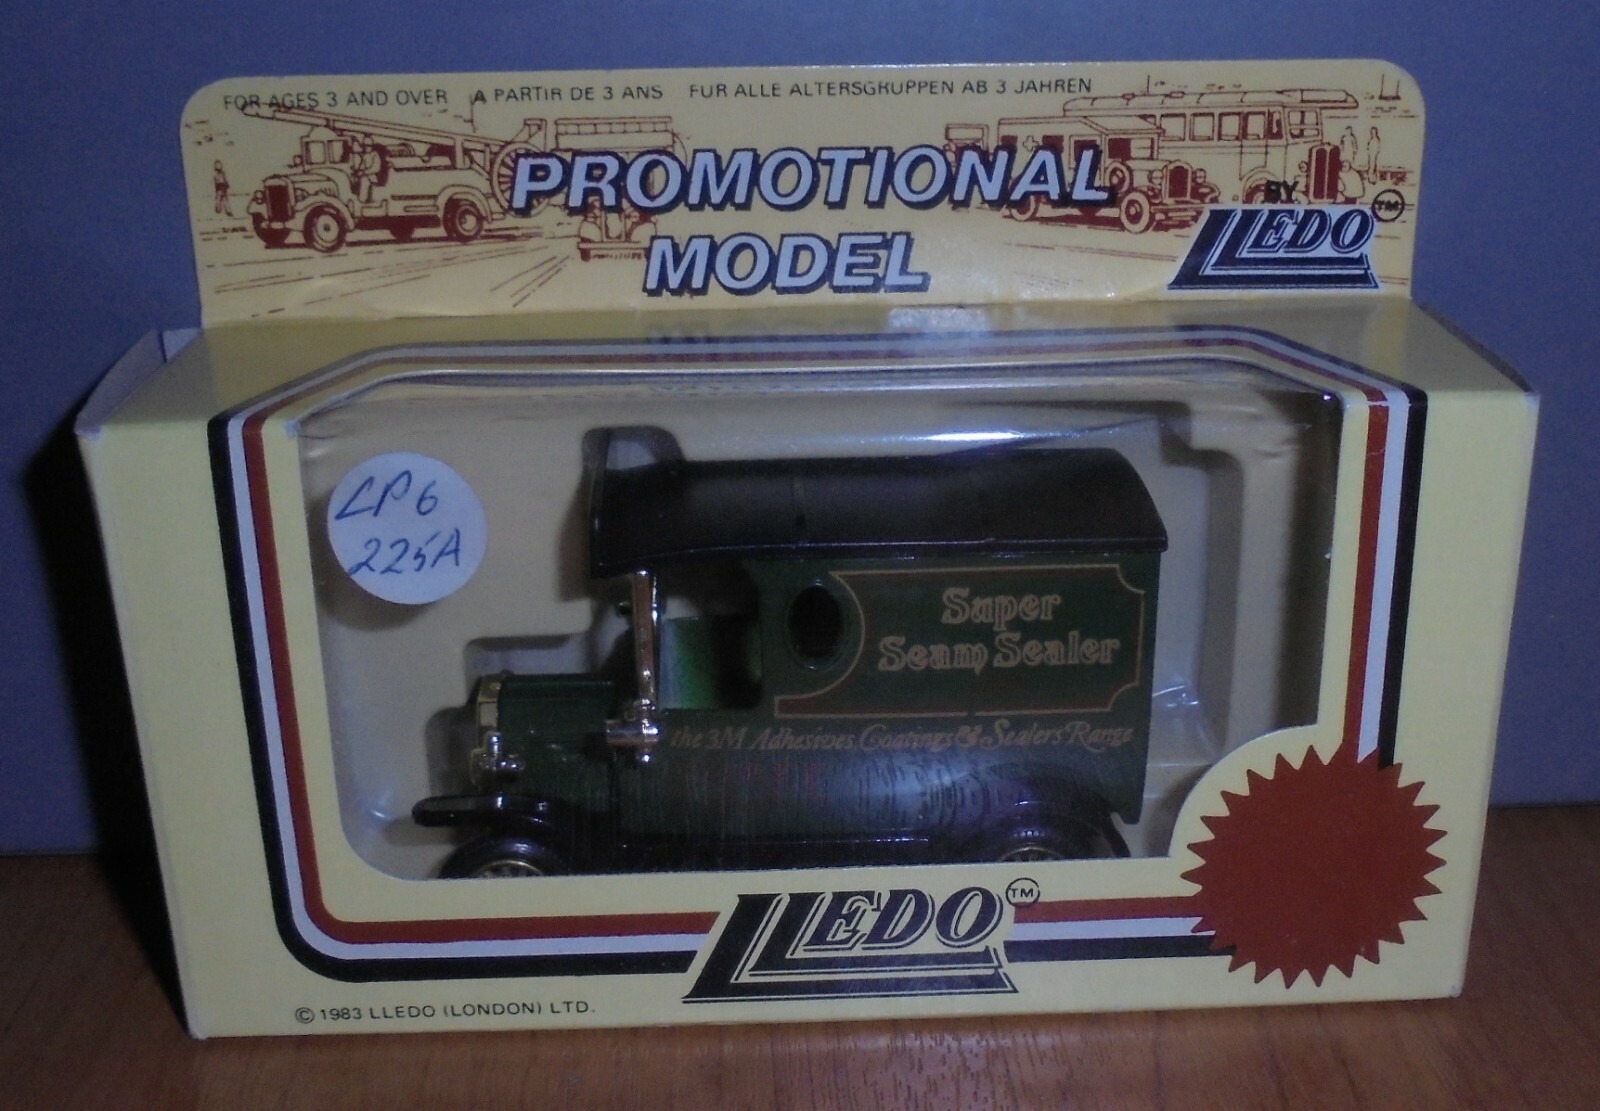 FOR AGES 3 AND OVER A PARTIR DE 3 ANS FUR ALLE ALTERSGRUPPEN AB 3 JAHREN
PROMOTIONAL
MODEL
BY
LLEDO TM
LP6
225A
Super
Seam Sealer
the 3M Adhesives, Coatings & Sealers Range
LLEDO TM
© 1983 LLEDO (LONDON) LTD.